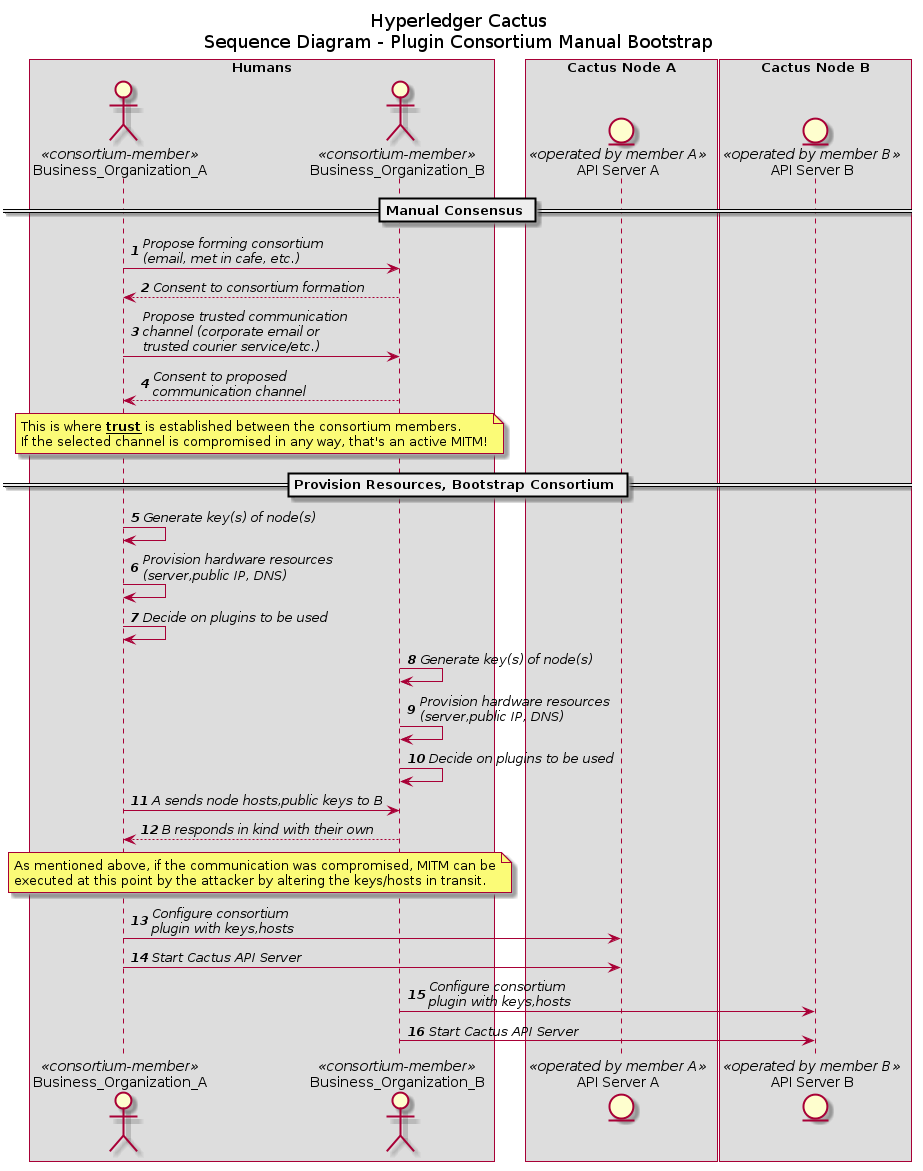 Hyperledger Cactus
Sequence Diagram - Plugin Consortium Manual Bootstrap
Humans
Cactus Node A
Cactus Node B
«consortium-member»
Business_Organization_A
«consortium-member»
Business_Organization_B
«operated by member A»
API Server A
«operated by member B»
API Server B
Manual Consensus
1 Propose forming consortium
(email, met in cafe, etc.)
2 Consent to consortium formation
Propose trusted communication
3 channel (corporate email or
trusted courier service/etc.)
4 Consent to proposed
communication channel
This is where trust is established between the consortium members.
If the selected channel is compromised in any way, that's an active MITM!
Provision Resources, Bootstrap Consortium
5 Generate key(s) of node(s)
6 Provision hardware resources
(server,public IP, DNS)
7 Decide on plugins to be used
8 Generate key(s) of node(s)
9 Provision hardware resources
(server,public IP, DNS)
10 Decide on plugins to be used
11 A sends node hosts,public keys to B
12 B responds in kind with their own
As mentioned above, if the communication was compromised, MITM can be
executed at this point by the attacker by altering the keys/hosts in transit.
13 Configure consortium
plugin with keys,hosts
14 Start Cactus API Server
15 Configure consortium
plugin with keys,hosts
16 Start Cactus API Server
«consortium-member»
Business_Organization_A
«consortium-member»
Business_Organization_B
«operated by member A»
API Server A
«operated by member B»
API Server B